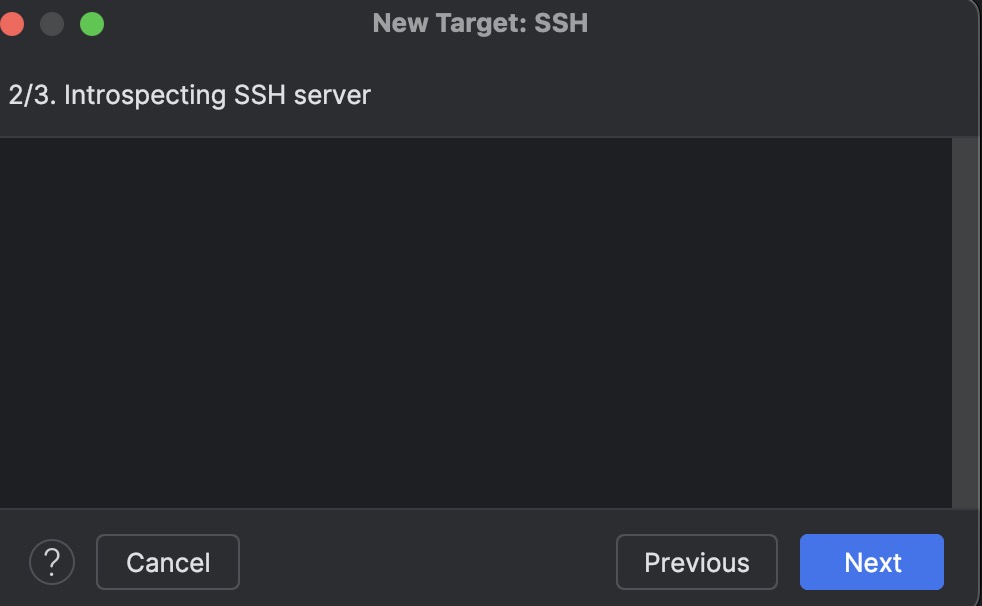 New Target: SSH
2/3. Introspecting SSH server
?
Cancel
Previous
Next